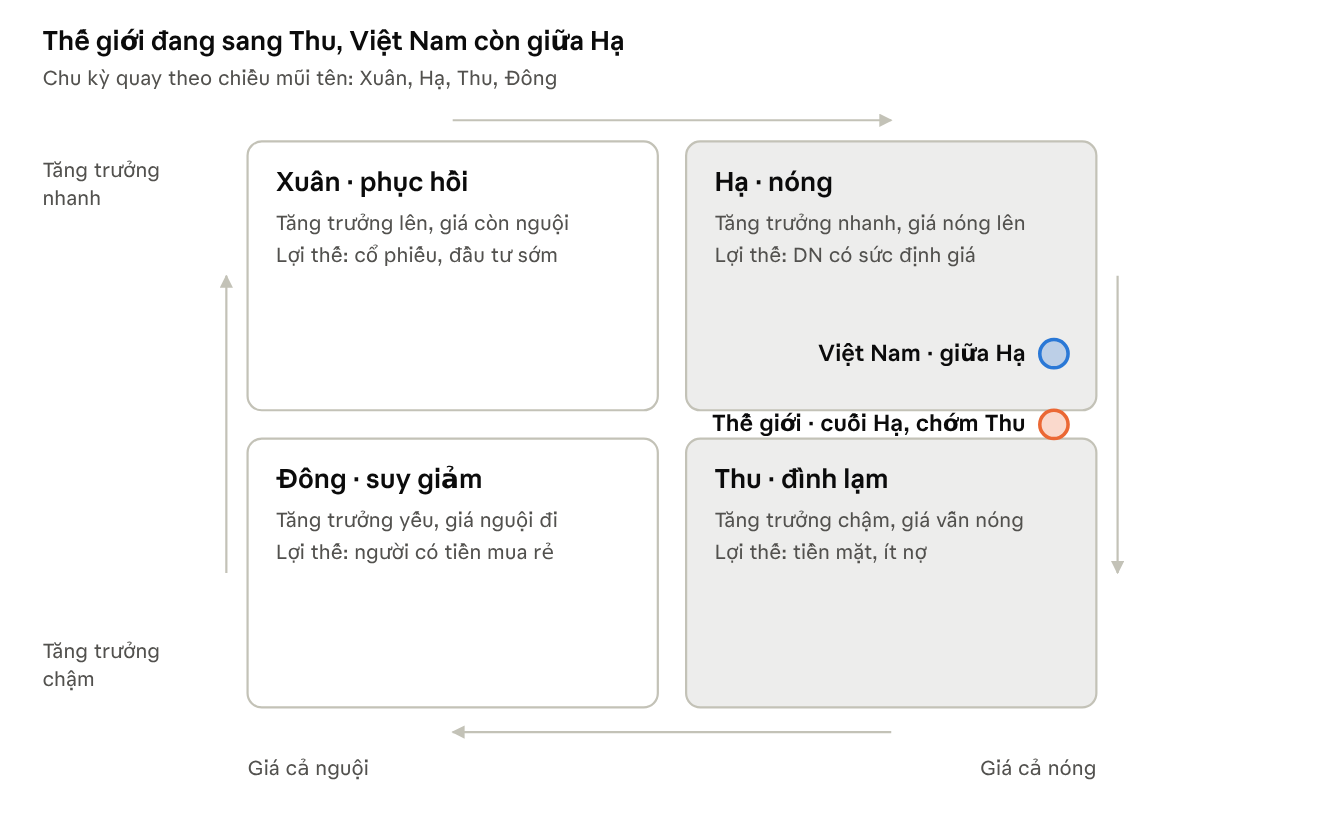 Thế giới đang sang Thu, Việt Nam còn giữa Hạ
Chu kỳ quay theo chiều mũi tên: Xuân, Hạ, Thu, Đông
Tăng trưởng
nhanh
Xuân · phục hồi
Tăng trưởng lên, giá còn nguội
Lợi thế: cổ phiếu, đầu tư sớm
Hạ · nóng
Tăng trưởng nhanh, giá nóng lên
Lợi thế: DN có sức định giá
Việt Nam · giữa Hạ
Thế giới · cuối Hạ, chớm Thu
Đông · suy giảm
Tăng trưởng yếu, giá nguội đi
Lợi thế: người có tiền mua rẻ
Thu · đình lạm
Tăng trưởng chậm, giá vẫn nóng
Lợi thế: tiền mặt, ít nợ
Tăng trưởng
chậm
Giá cả nguội
Giá cả nóng